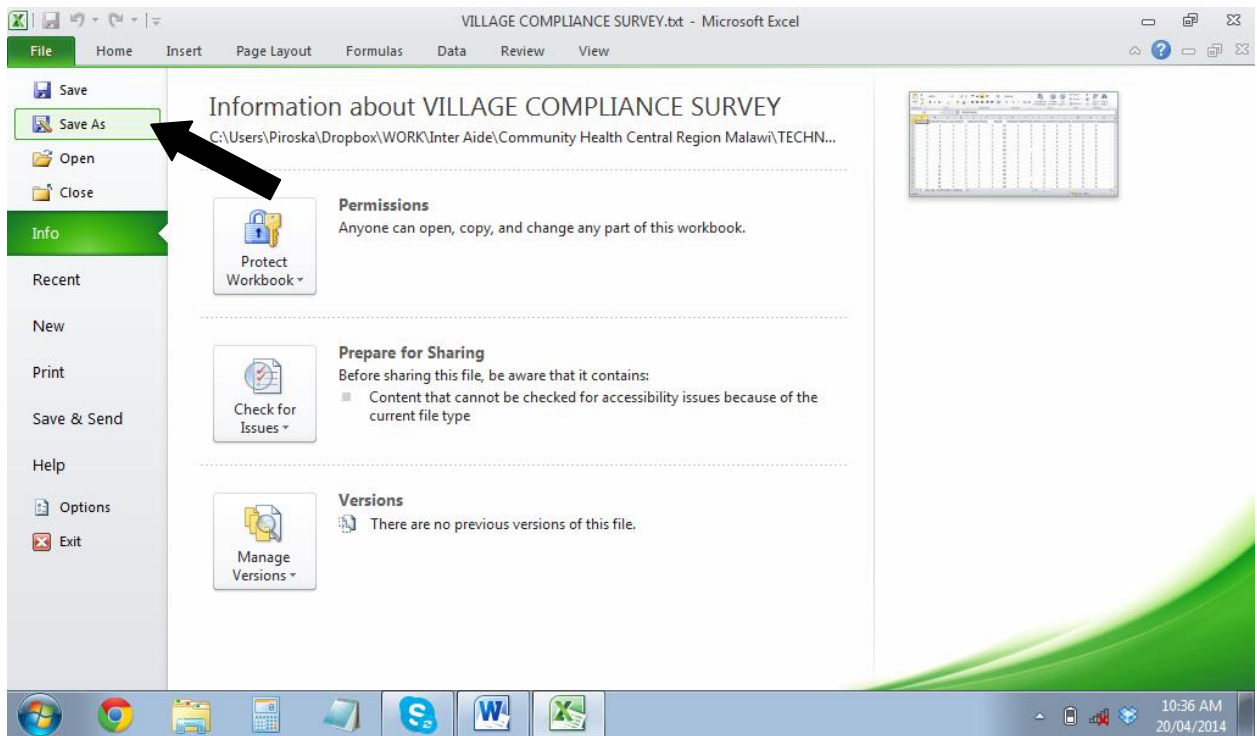 VILLAGE COMPLIANCE SURVEY.txt - Microsoft Excel
File Home Insert Page Layout Formulas Data Review View
Save
Save As
Open
Close
Info
Recent
New
Print
Save & Send
Help
Options
Exit
Information about VILLAGE COMPLIANCE SURVEY
C:\Users\Piroska\Dropbox\WORK\Inter Aide\Community Health Central Region Malawi\TECHN...
Protect
Workbook
Permissions
Anyone can open, copy, and change any part of this workbook.
Check for
Issues
Prepare for Sharing
Before sharing this file, be aware that it contains:
Content that cannot be checked for accessibility issues because of the
current file type
Manage
Versions
Versions
There are no previous versions of this file.
10:36 AM
20/04/2014